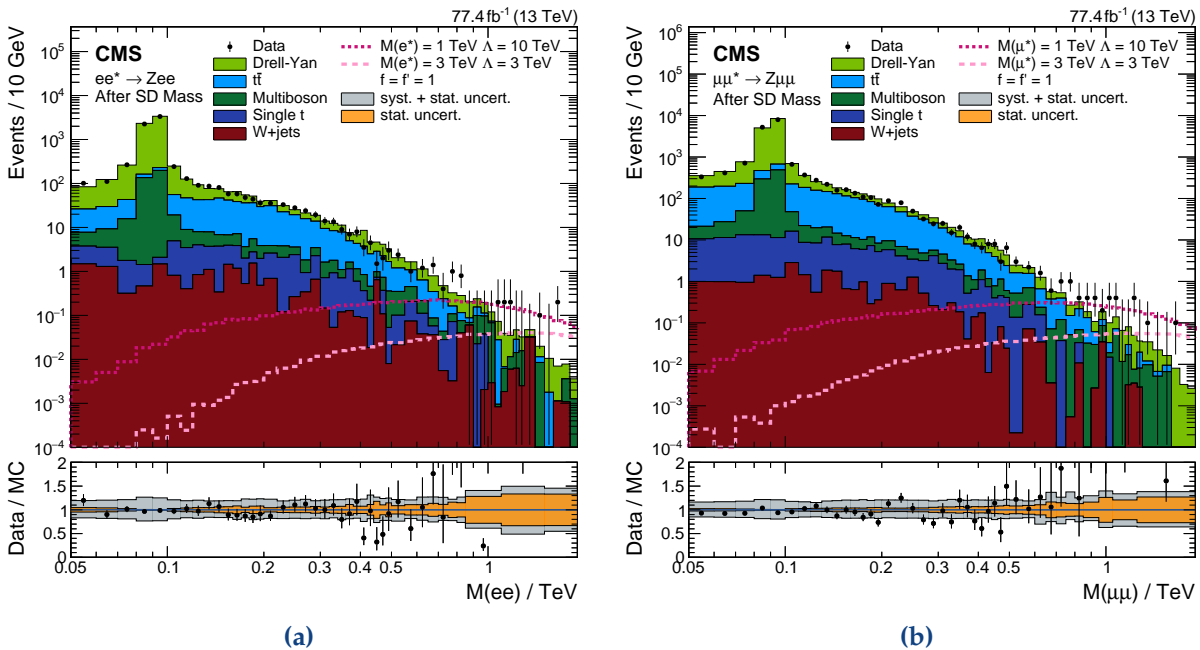 77.4 fb⁻¹ (13 TeV)
CMS
ee* → Zee
After SD Mass
Data
Drell-Yan
tt̄
Multiboson
Single t
W+jets
M(e*) = 1 TeV Λ = 10 TeV
M(e*) = 3 TeV Λ = 3 TeV
f = f' = 1
syst. + stat. uncert.
stat. uncert.
Events / 10 GeV
10⁵
10⁴
10³
10²
10
1
10⁻¹
10⁻²
10⁻³
10⁻⁴
Data / MC
2
1.5
1
0.5
0
0.05 0.1 0.2 0.3 0.4 0.5 1
M(ee) / TeV
(a)
77.4 fb⁻¹ (13 TeV)
CMS
μμ* → Zμμ
After SD Mass
Data
Drell-Yan
tt̄
Multiboson
Single t
W+jets
M(μ*) = 1 TeV Λ = 10 TeV
M(μ*) = 3 TeV Λ = 3 TeV
f = f' = 1
syst. + stat. uncert.
stat. uncert.
Events / 10 GeV
10⁶
10⁵
10⁴
10³
10²
10
1
10⁻¹
10⁻²
10⁻³
10⁻⁴
Data / MC
2
1.5
1
0.5
0
0.05 0.1 0.2 0.3 0.4 0.5 1
M(μμ) / TeV
(b)